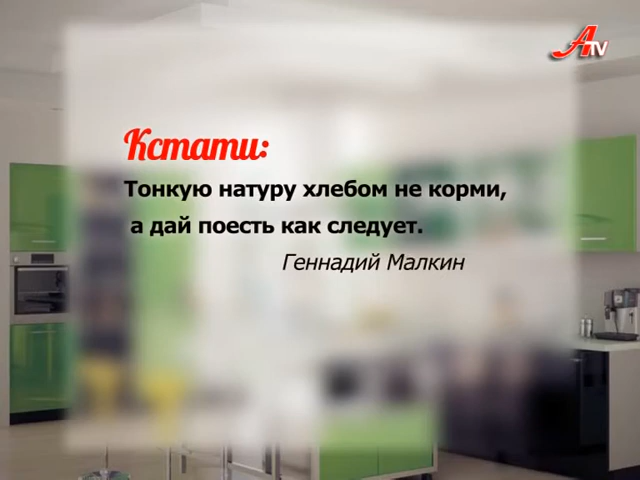 ATV
Кстати:
Тонкую натуру хлебом не корми,
а дай поесть как следует.
Геннадий Малкин